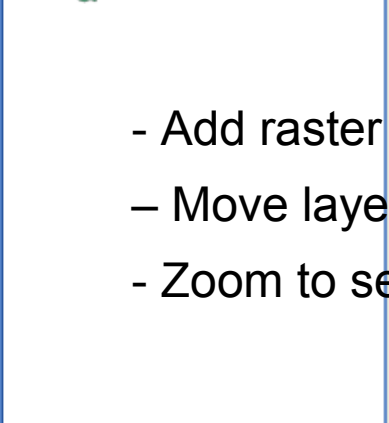 - Add raster
– Move laye
- Zoom to se